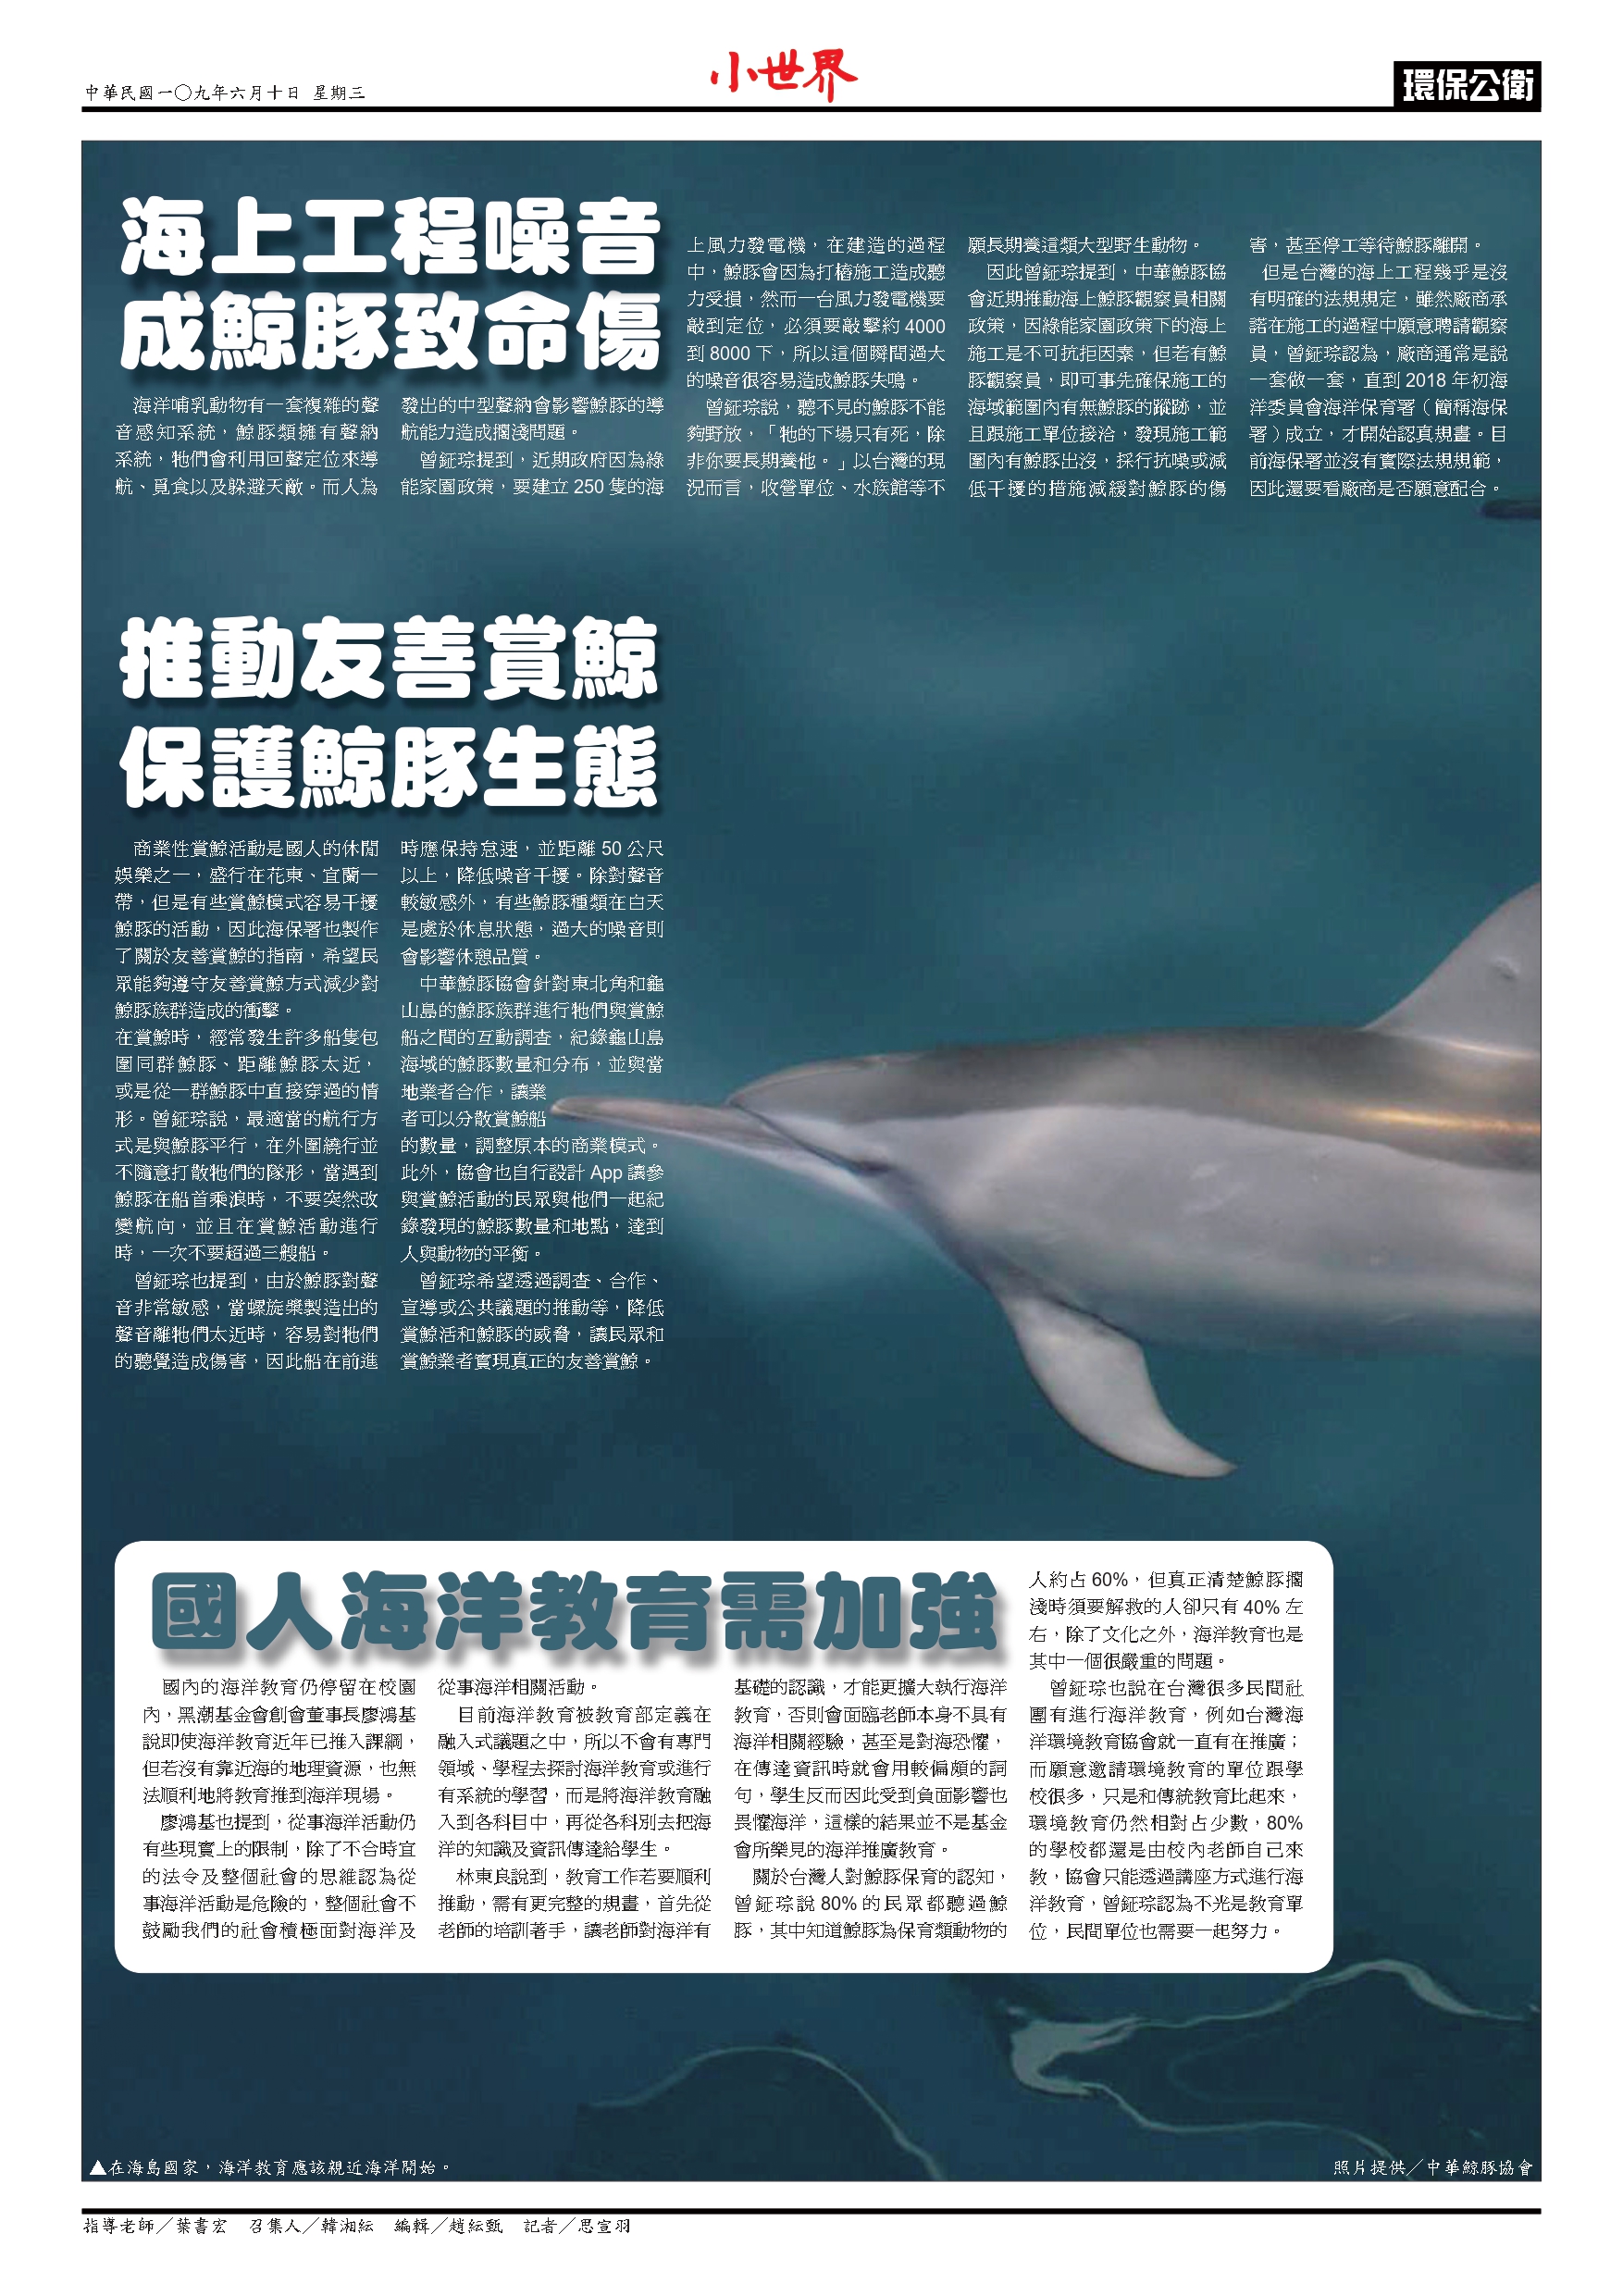 中華民國一〇九年六月十日 星期三
小世界
環保公衛
海上工程噪音
成鯨豚致命傷
海洋哺乳動物有一套複雜的聲
音感知系統，鯨豚類擁有聲納
系統，牠們會利用回聲定位來導
航、覓食以及躲避天敵。而人為
發出的中型聲納會影響鯨豚的導
航能力造成擱淺問題。
曾鉦琮提到，近期政府因為綠
能家園政策，要建立 250 隻的海
上風力發電機，在建造的過程
中，鯨豚會因為打樁施工造成聽
力受損，然而一台風力發電機要
敲到定位，必須要敲擊約 4000
到 8000 下，所以這個瞬間過大
的噪音很容易造成鯨豚失鳴。
曾鉦琮說，聽不見的鯨豚不能
夠野放，「牠的下場只有死，除
非你要長期養他。」以台灣的現
況而言，收營單位、水族館等不
願長期養這類大型野生動物。
因此曾鉦琮提到，中華鯨豚協
會近期推動海上鯨豚觀察員相關
政策，因綠能家園政策下的海上
施工是不可抗拒因素，但若有鯨
豚觀察員，即可事先確保施工的
海域範圍內有無鯨豚的蹤跡，並
且跟施工單位接洽，發現施工範
圍內有鯨豚出沒，採行抗噪或減
低干擾的措施減緩對鯨豚的傷
害，甚至停工等待鯨豚離開。
但是台灣的海上工程幾乎是沒
有明確的法規規定，雖然廠商承
諾在施工的過程中願意聘請觀察
員，曾鉦琮認為，廠商通常是說
一套做一套，直到 2018 年初海
洋委員會海洋保育署（簡稱海保
署）成立，才開始認真規畫。目
前海保署並沒有實際法規規範，
因此還要看廠商是否願意配合。
推動友善賞鯨
保護鯨豚生態
商業性賞鯨活動是國人的休閒
娛樂之一，盛行在花東、宜蘭一
帶，但是有些賞鯨模式容易干擾
鯨豚的活動，因此海保署也製作
了關於友善賞鯨的指南，希望民
眾能夠遵守友善賞鯨方式減少對
鯨豚族群造成的衝擊。
在賞鯨時，經常發生許多船隻包
圍同群鯨豚、距離鯨豚太近，
或是從一群鯨豚中直接穿過的情
形。曾鉦琮說，最適當的航行方
式是與鯨豚平行，在外圍繞行並
不隨意打散牠們的隊形，當遇到
鯨豚在船首乘浪時，不要突然改
變航向，並且在賞鯨活動進行
時，一次不要超過三艘船。
曾鉦琮也提到，由於鯨豚對聲
音非常敏感，當螺旋槳製造出的
聲音離牠們太近時，容易對牠們
的聽覺造成傷害，因此船在前進
時應保持怠速，並距離 50 公尺
以上，降低噪音干擾。除對聲音
較敏感外，有些鯨豚種類在白天
是處於休息狀態，過大的噪音則
會影響休憩品質。
中華鯨豚協會針對東北角和龜
山島的鯨豚族群進行牠們與賞鯨
船之間的互動調查，紀錄龜山島
海域的鯨豚數量和分布，並與當
地業者合作，讓業
者可以分散賞鯨船
的數量，調整原本的商業模式。
此外，協會也自行設計 App 讓參
與賞鯨活動的民眾與他們一起紀
錄發現的鯨豚數量和地點，達到
人與動物的平衡。
曾鉦琮希望透過調查、合作、
宣導或公共議題的推動等，降低
賞鯨活和鯨豚的威脅，讓民眾和
賞鯨業者實現真正的友善賞鯨。
國人海洋教育需加強
國內的海洋教育仍停留在校園
內，黑潮基金會創會董事長廖鴻基
說即使海洋教育近年已推入課綱，
但若沒有靠近海的地理資源，也無
法順利地將教育推到海洋現場。
廖鴻基也提到，從事海洋活動仍
有些現實上的限制，除了不合時宜
的法令及整個社會的思維認為從
事海洋活動是危險的，整個社會不
鼓勵我們的社會積極面對海洋及
從事海洋相關活動。
目前海洋教育被教育部定義在
融入式議題之中，所以不會有專門
領域、學程去探討海洋教育或進行
有系統的學習，而是將海洋教育融
入到各科目中，再從各科別去把海
洋的知識及資訊傳達給學生。
林東良說到，教育工作若要順利
推動，需有更完整的規畫，首先從
老師的培訓著手，讓老師對海洋有
基礎的認識，才能更擴大執行海洋
教育，否則會面臨老師本身不具有
海洋相關經驗，甚至是對海恐懼，
在傳達資訊時就會用較偏頗的詞
句，學生反而因此受到負面影響也
畏懼海洋，這樣的結果並不是基金
會所樂見的海洋推廣教育。
關於台灣人對鯨豚保育的認知，
曾鉦琮說 80% 的民眾都聽過鯨
豚，其中知道鯨豚為保育類動物的
人約占 60%，但真正清楚鯨豚擱
淺時須要解救的人卻只有 40% 左
右，除了文化之外，海洋教育也是
其中一個很嚴重的問題。
曾鉦琮也說在台灣很多民間社
團有進行海洋教育，例如台灣海
洋環境教育協會就一直有在推廣；
而願意邀請環境教育的單位跟學
校很多，只是和傳統教育比起來，
環境教育仍然相對占少數，80%
的學校都還是由校內老師自己來
教，協會只能透過講座方式進行海
洋教育，曾鉦琮認為不光是教育單
位，民間單位也需要一起努力。
▲在海島國家，海洋教育應該親近海洋開始。
照片提供／中華鯨豚協會
指導老師／葉書宏 召集人／韓湘紜 編輯／趙紜甄 記者／思宣羽